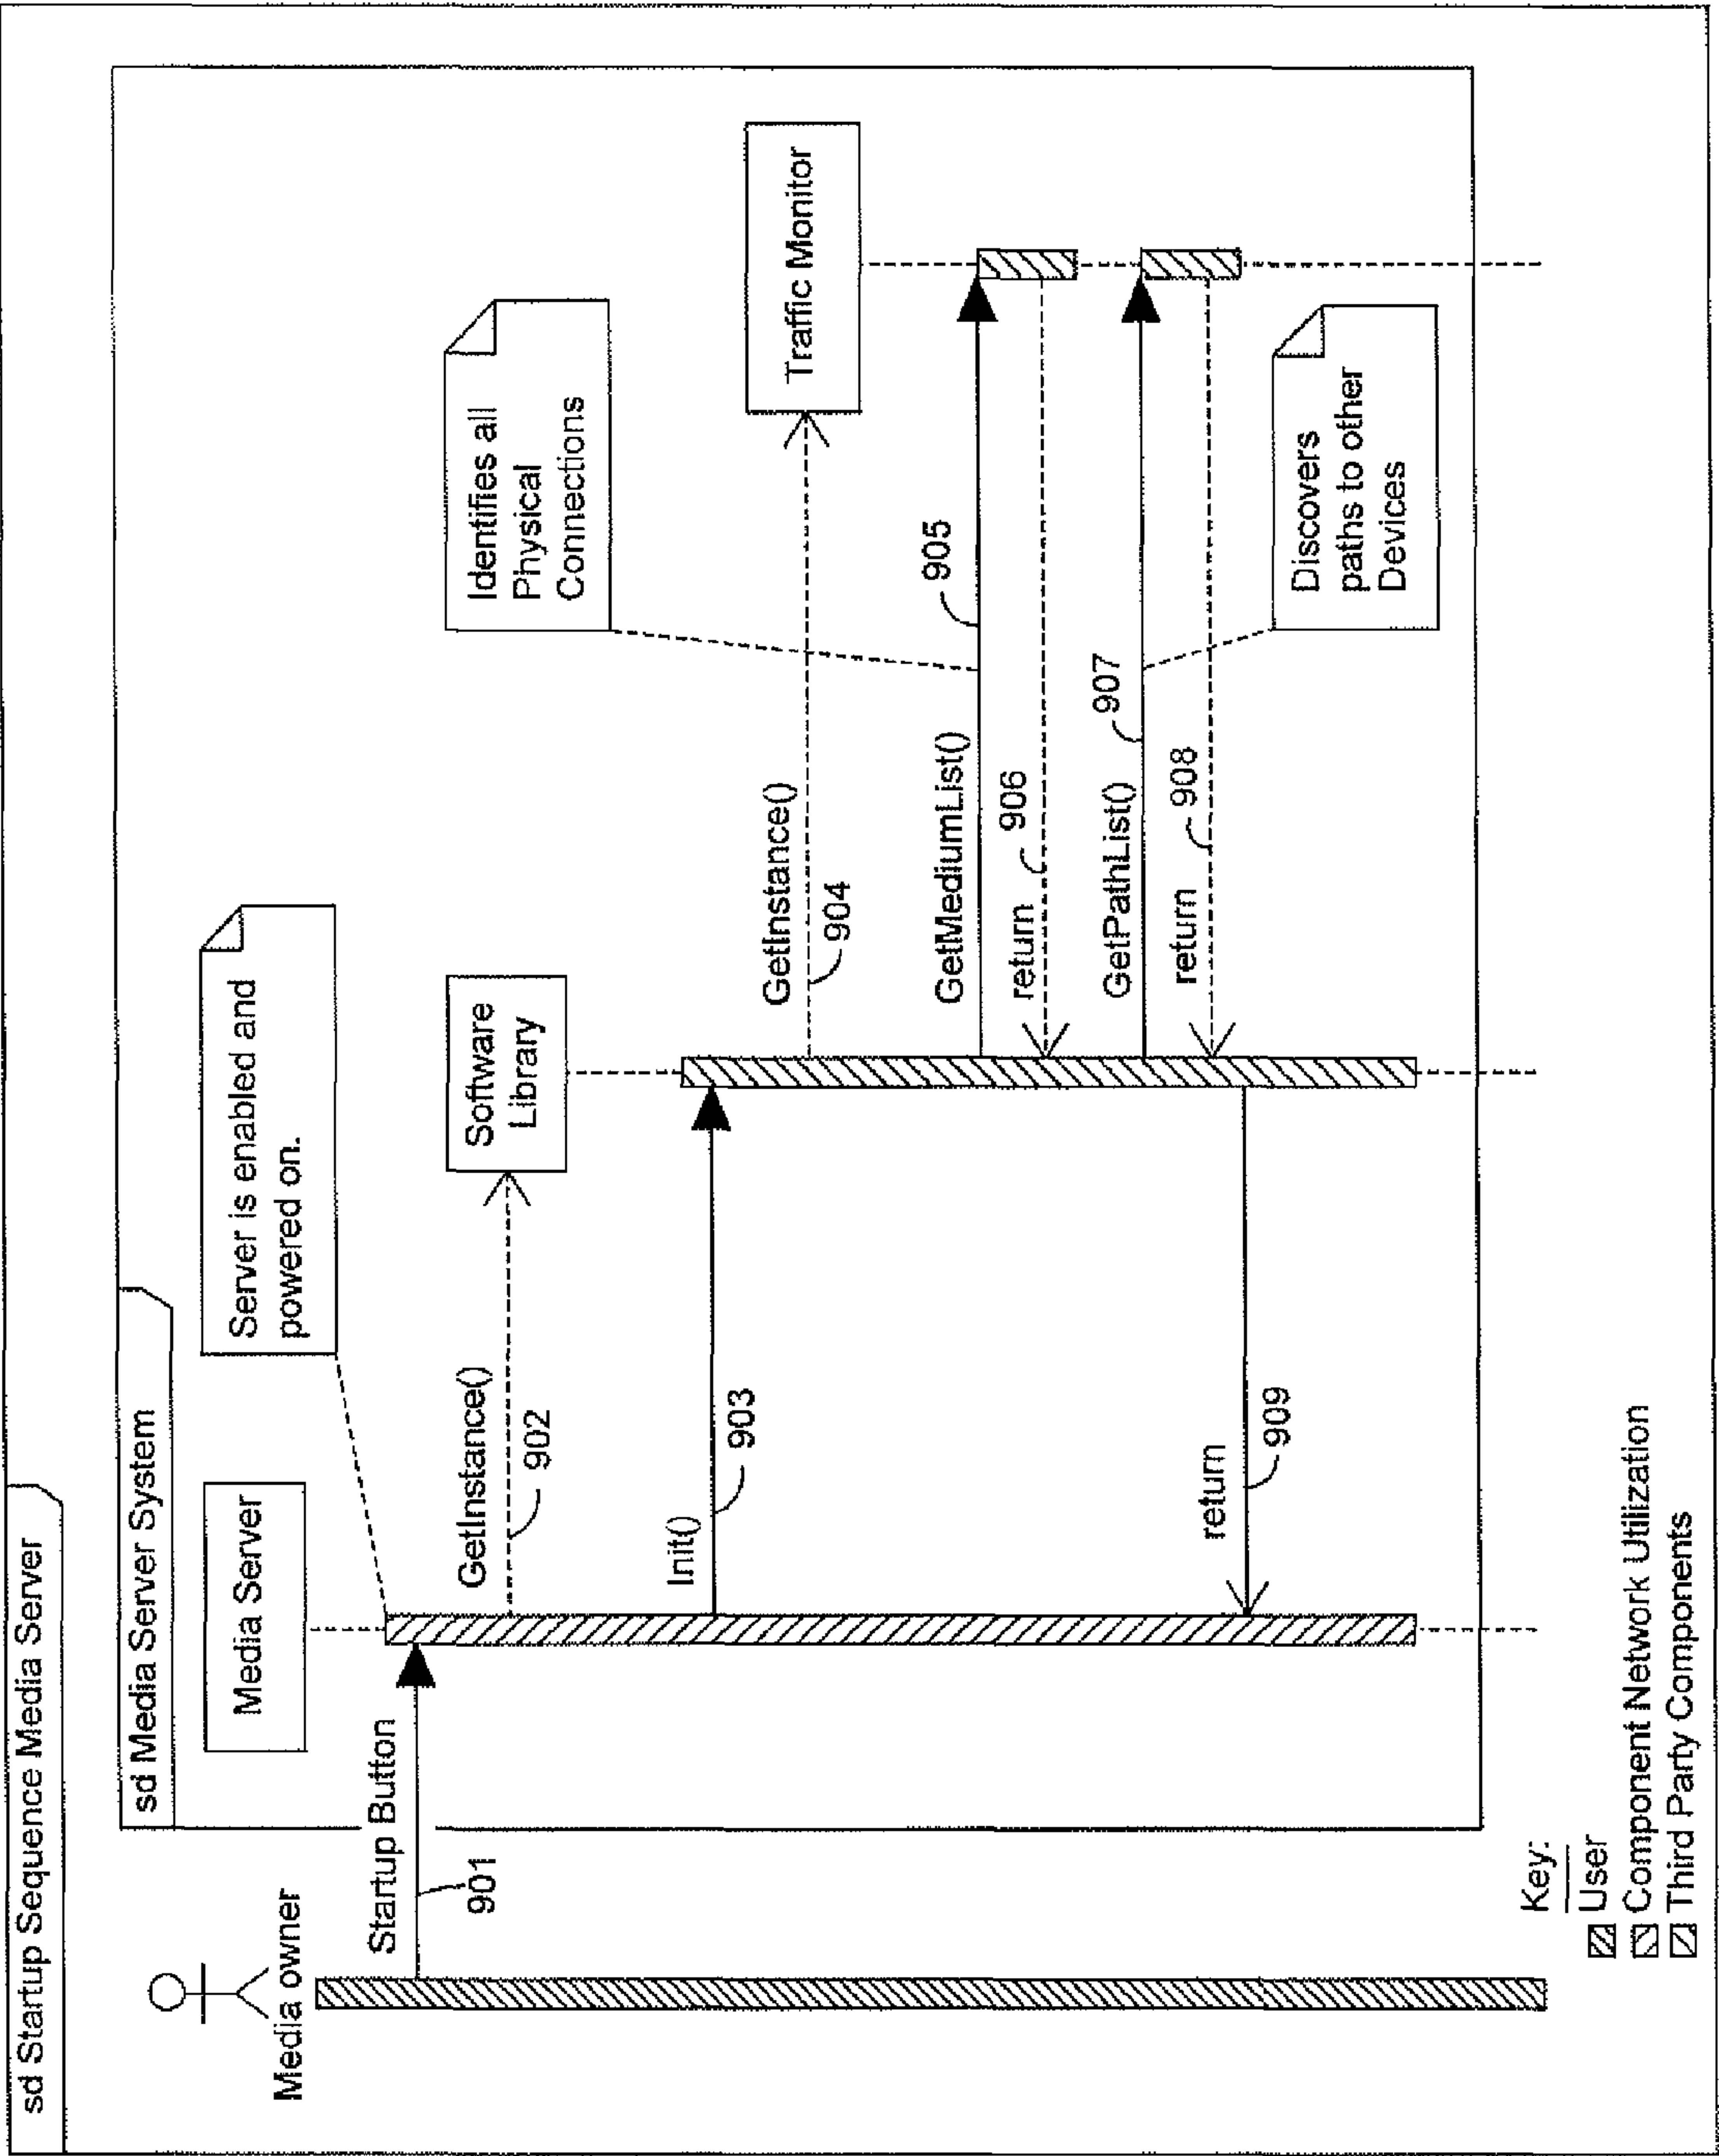 sd Startup Sequence Media Server
sd Media Server System
Media owner
Media Server
Server is enabled and
powered on.
Startup Button
901
GetInstance()
902
Software
Library
Init()
903
GetInstance()
904
Traffic Monitor
Identifies all
Physical
Connections
GetMediumList()
905
return
906
GetPathList()
907
return
908
Discovers
paths to other
Devices
return
909
Key:
User
Component Network Utilization
Third Party Components